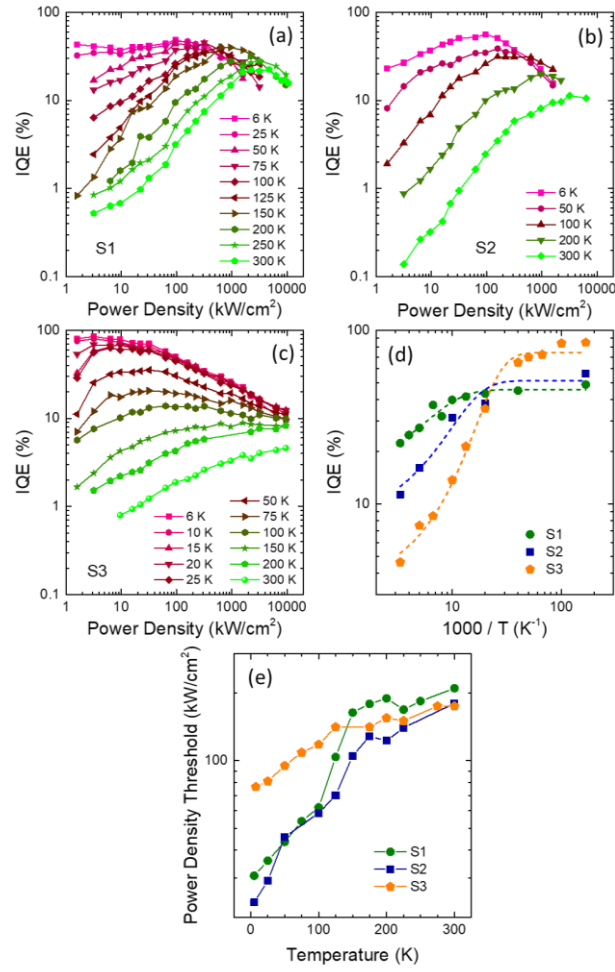 (a)
IQE (%)
100
10
1
0.1
6 K
25 K
50 K
75 K
100 K
125 K
150 K
200 K
250 K
300 K
S1
1 10 100 1000 10000
Power Density (kW/cm²)
(b)
IQE (%)
100
10
1
0.1
6 K
50 K
100 K
200 K
300 K
S2
1 10 100 1000 10000
Power Density (kW/cm²)
(c)
IQE (%)
100
10
1
0.1
6 K
10 K
15 K
20 K
25 K
50 K
75 K
100 K
150 K
200 K
300 K
S3
1 10 100 1000 10000
Power Density (kW/cm²)
(d)
IQE (%)
100
10
S1
S2
S3
10 100
1000 / T (K⁻¹)
(e)
Power Density Threshold (kW/cm²)
100
S1
S2
S3
0 100 200 300
Temperature (K)